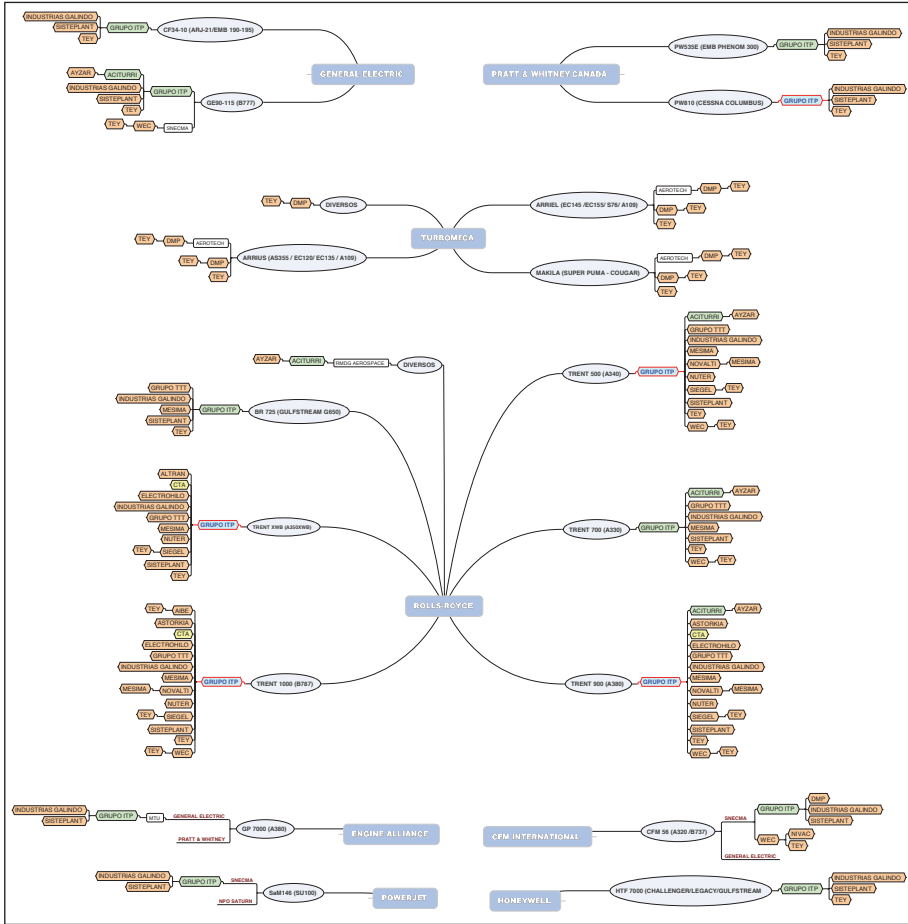 INDUSTRIAS GALINDO
SISTEPLANT
TEY
GRUPO ITP
CF34-10 (ARJ-21/EMB 190-195)
GENERAL ELECTRIC
AYZAR
ACITURRI
INDUSTRIAS GALINDO
SISTEPLANT
TEY
GRUPO ITP
GE90-115 (B777)
TEY
WEC
SNECMA
PRATT & WHITNEY CANADA
PW535E (EMB PHENOM 300)
GRUPO ITP
INDUSTRIAS GALINDO
SISTEPLANT
TEY
PW810 (CESSNA COLUMBUS)
GRUPO ITP
INDUSTRIAS GALINDO
SISTEPLANT
TEY
TEY
DMP
DIVERSOS
TURBOMECA
TEY
DMP
AEROTECH
TEY
DMP
TEY
ARRIUS (AS355 / EC120/ EC135 / A109)
ARRIEL (EC145 /EC155/ S76/ A109)
AEROTECH
DMP
TEY
DMP
TEY
TEY
MAKILA (SUPER PUMA - COUGAR)
AEROTECH
DMP
TEY
DMP
TEY
TEY
AYZAR
ACITURRI
RMDG AEROSPACE
DIVERSOS
GRUPO TTT
INDUSTRIAS GALINDO
MESIMA
SISTEPLANT
TEY
GRUPO ITP
BR 725 (GULFSTREAM G650)
ALTRAN
CTA
ELECTROHILO
INDUSTRIAS GALINDO
GRUPO TTT
MESIMA
NUTER
TEY
SIEGEL
SISTEPLANT
TEY
GRUPO ITP
TRENT XWB (A350XWB)
ROLLS-ROYCE
TEY
AIBE
ASTORKIA
CTA
ELECTROHILO
GRUPO TTT
INDUSTRIAS GALINDO
MESIMA
MESIMA
NOVALTI
NUTER
TEY
SIEGEL
SISTEPLANT
TEY
TEY
WEC
GRUPO ITP
TRENT 1000 (B787)
TRENT 500 (A340)
GRUPO ITP
ACITURRI
AYZAR
GRUPO TTT
INDUSTRIAS GALINDO
MESIMA
NOVALTI
MESIMA
NUTER
SIEGEL
TEY
SISTEPLANT
TEY
WEC
TEY
TRENT 700 (A330)
GRUPO ITP
ACITURRI
AYZAR
GRUPO TTT
INDUSTRIAS GALINDO
MESIMA
SISTEPLANT
TEY
WEC
TEY
TRENT 900 (A380)
GRUPO ITP
ACITURRI
AYZAR
ASTORKIA
CTA
ELECTROHILO
GRUPO TTT
INDUSTRIAS GALINDO
MESIMA
NOVALTI
MESIMA
NUTER
SIEGEL
TEY
SISTEPLANT
TEY
WEC
TEY
INDUSTRIAS GALINDO
SISTEPLANT
GRUPO ITP
MTU
GENERAL ELECTRIC
PRATT & WHITNEY
GP 7000 (A380)
ENGINE ALLIANCE
CFM INTERNATIONAL
CFM 56 (A320 /B737)
SNECMA
GRUPO ITP
DMP
INDUSTRIAS GALINDO
SISTEPLANT
WEC
NIVAC
TEY
GENERAL ELECTRIC
INDUSTRIAS GALINDO
SISTEPLANT
GRUPO ITP
SNECMA
NPO SATURN
SaM146 (SU100)
POWERJET
HONEYWELL
HTF 7000 (CHALLENGER/LEGACY/GULFSTREAM
GRUPO ITP
INDUSTRIAS GALINDO
SISTEPLANT
TEY